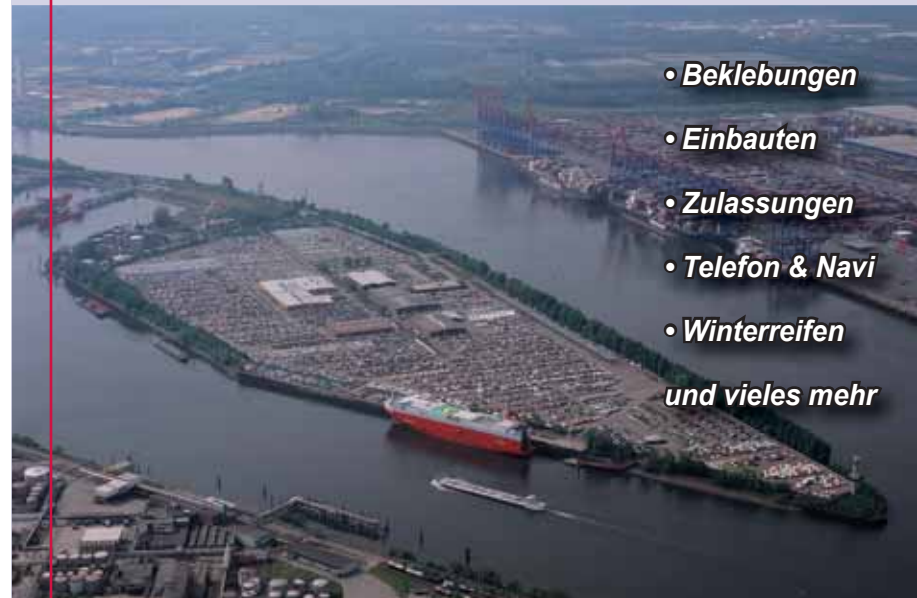 • Beklebungen
• Einbauten
• Zulassungen
• Telefon & Navi
• Winterreifen
und vieles mehr